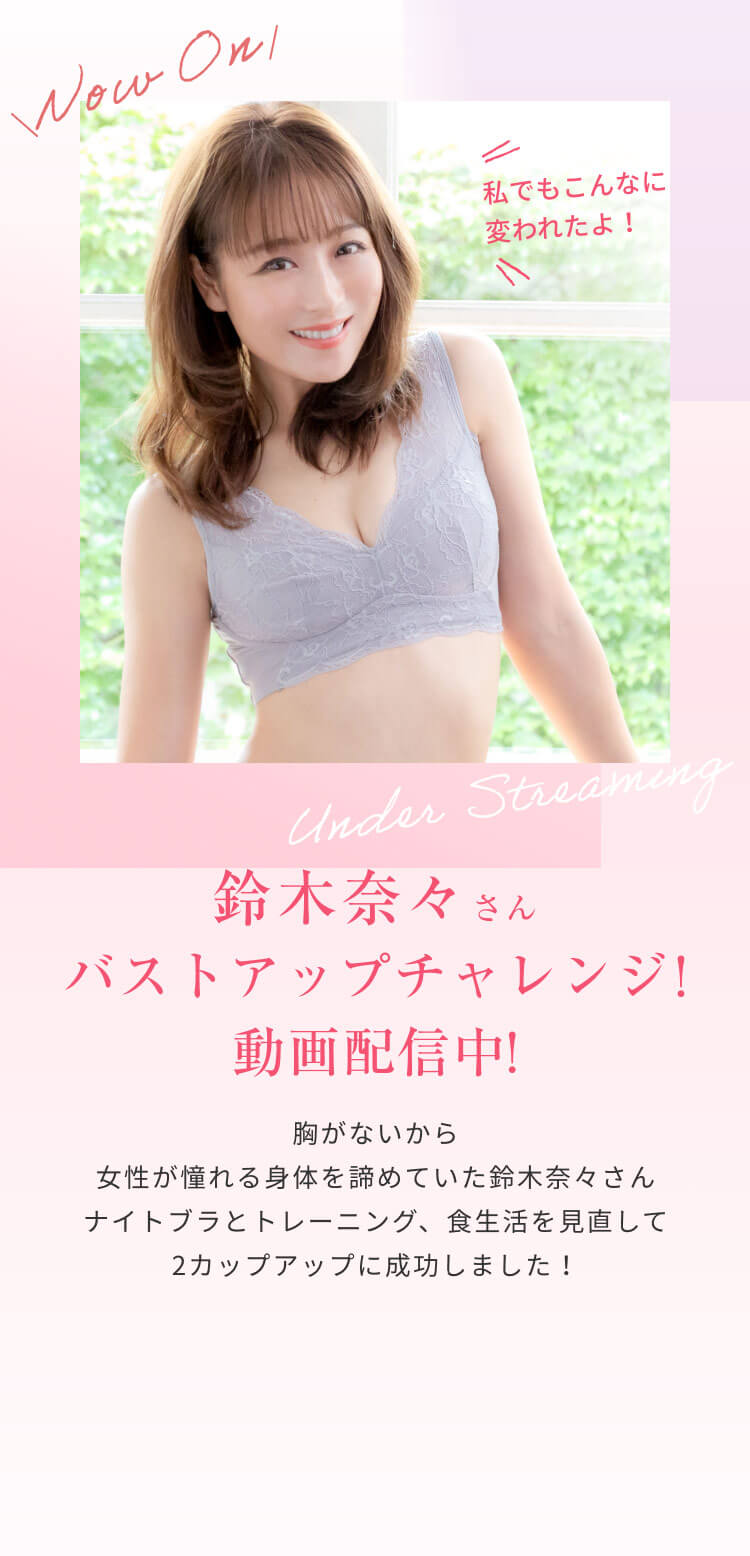 Now On
私でもこんなに
変われたよ！
Under Streaming
鈴木奈々さん
バストアップチャレンジ!
動画配信中!
胸がないから
女性が憧れる身体を諦めていた鈴木奈々さん
ナイトブラとトレーニング、食生活を見直して
2カップアップに成功しました！